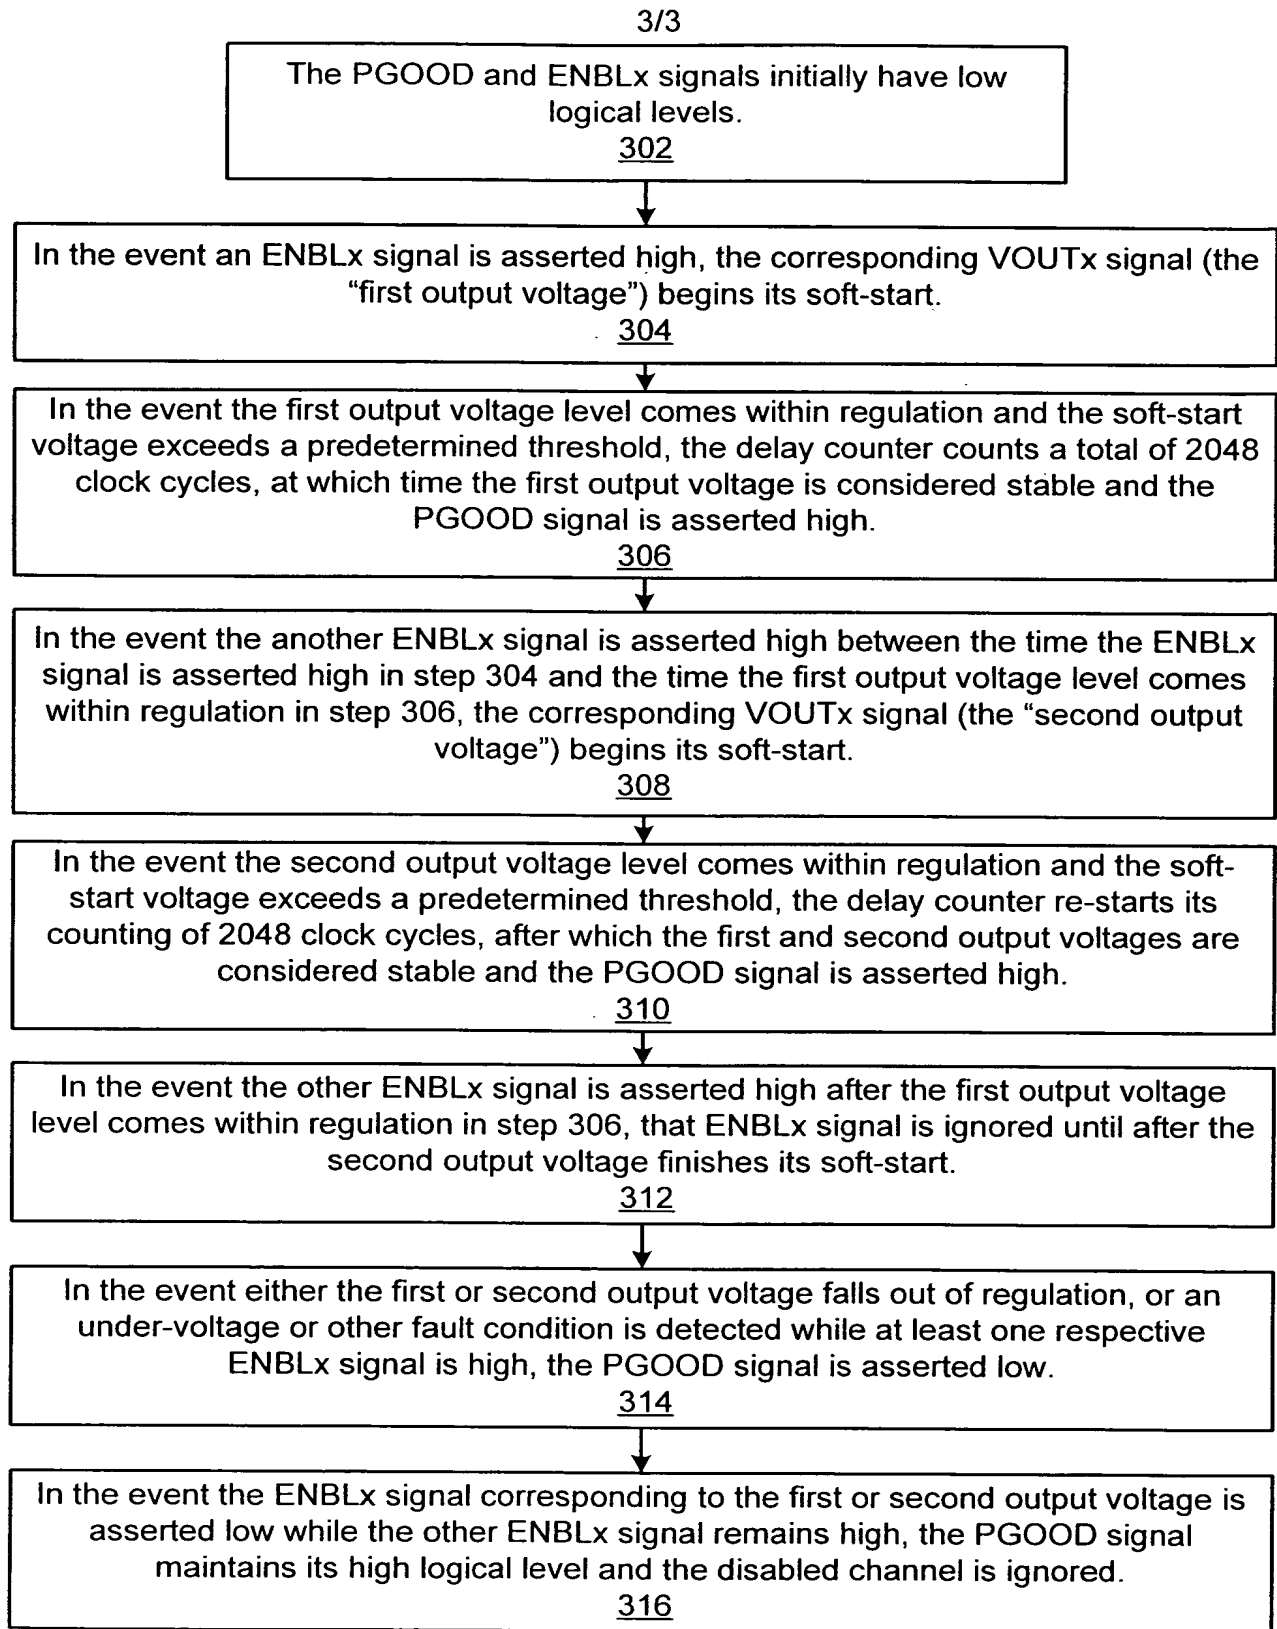 3/3
The PGOOD and ENBLx signals initially have low
logical levels.
302
In the event an ENBLx signal is asserted high, the corresponding VOUTx signal (the
“first output voltage”) begins its soft-start.
304
In the event the first output voltage level comes within regulation and the soft-start
voltage exceeds a predetermined threshold, the delay counter counts a total of 2048
clock cycles, at which time the first output voltage is considered stable and the
PGOOD signal is asserted high.
306
In the event the another ENBLx signal is asserted high between the time the ENBLx
signal is asserted high in step 304 and the time the first output voltage level comes
within regulation in step 306, the corresponding VOUTx signal (the “second output
voltage”) begins its soft-start.
308
In the event the second output voltage level comes within regulation and the soft-
start voltage exceeds a predetermined threshold, the delay counter re-starts its
counting of 2048 clock cycles, after which the first and second output voltages are
considered stable and the PGOOD signal is asserted high.
310
In the event the other ENBLx signal is asserted high after the first output voltage
level comes within regulation in step 306, that ENBLx signal is ignored until after the
second output voltage finishes its soft-start.
312
In the event either the first or second output voltage falls out of regulation, or an
under-voltage or other fault condition is detected while at least one respective
ENBLx signal is high, the PGOOD signal is asserted low.
314
In the event the ENBLx signal corresponding to the first or second output voltage is
asserted low while the other ENBLx signal remains high, the PGOOD signal
maintains its high logical level and the disabled channel is ignored.
316